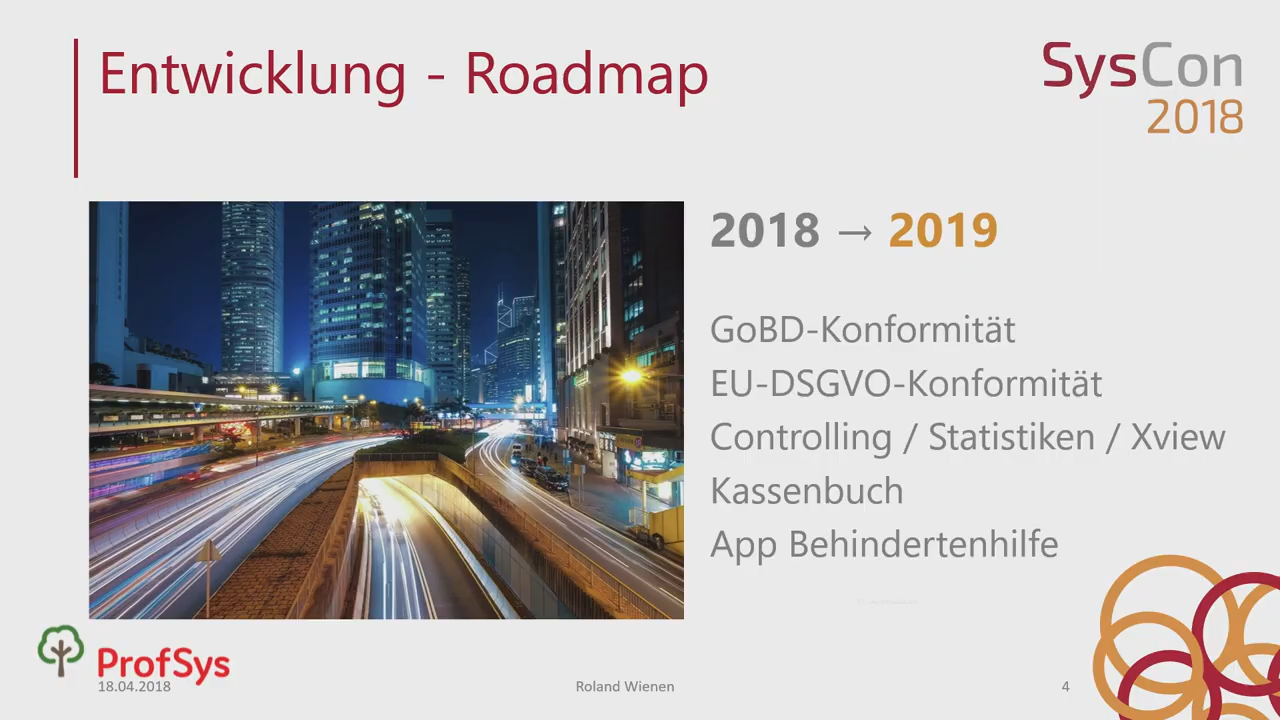 Entwicklung - Roadmap
SysCon
2018
2018 → 2019
GoBD-Konformität
EU-DSGVO-Konformität
Controlling / Statistiken / Xview
Kassenbuch
App Behindertenhilfe
ProfSys
18.04.2018
Roland Wienen
4